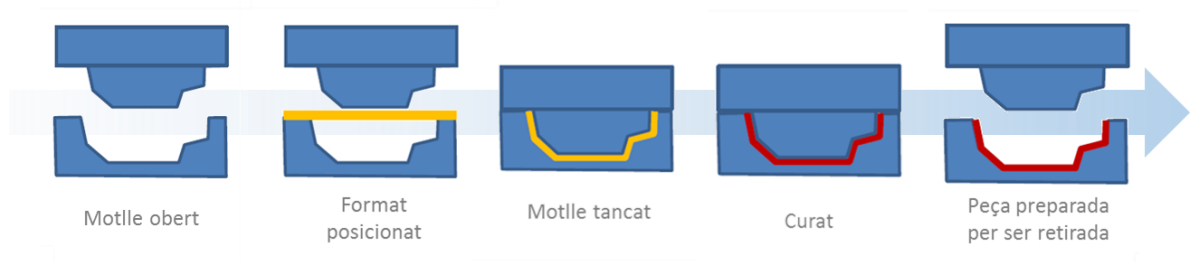 Motlle obert
Format
posicionat
Motlle tancat
Curat
Peça preparada
per ser retirada